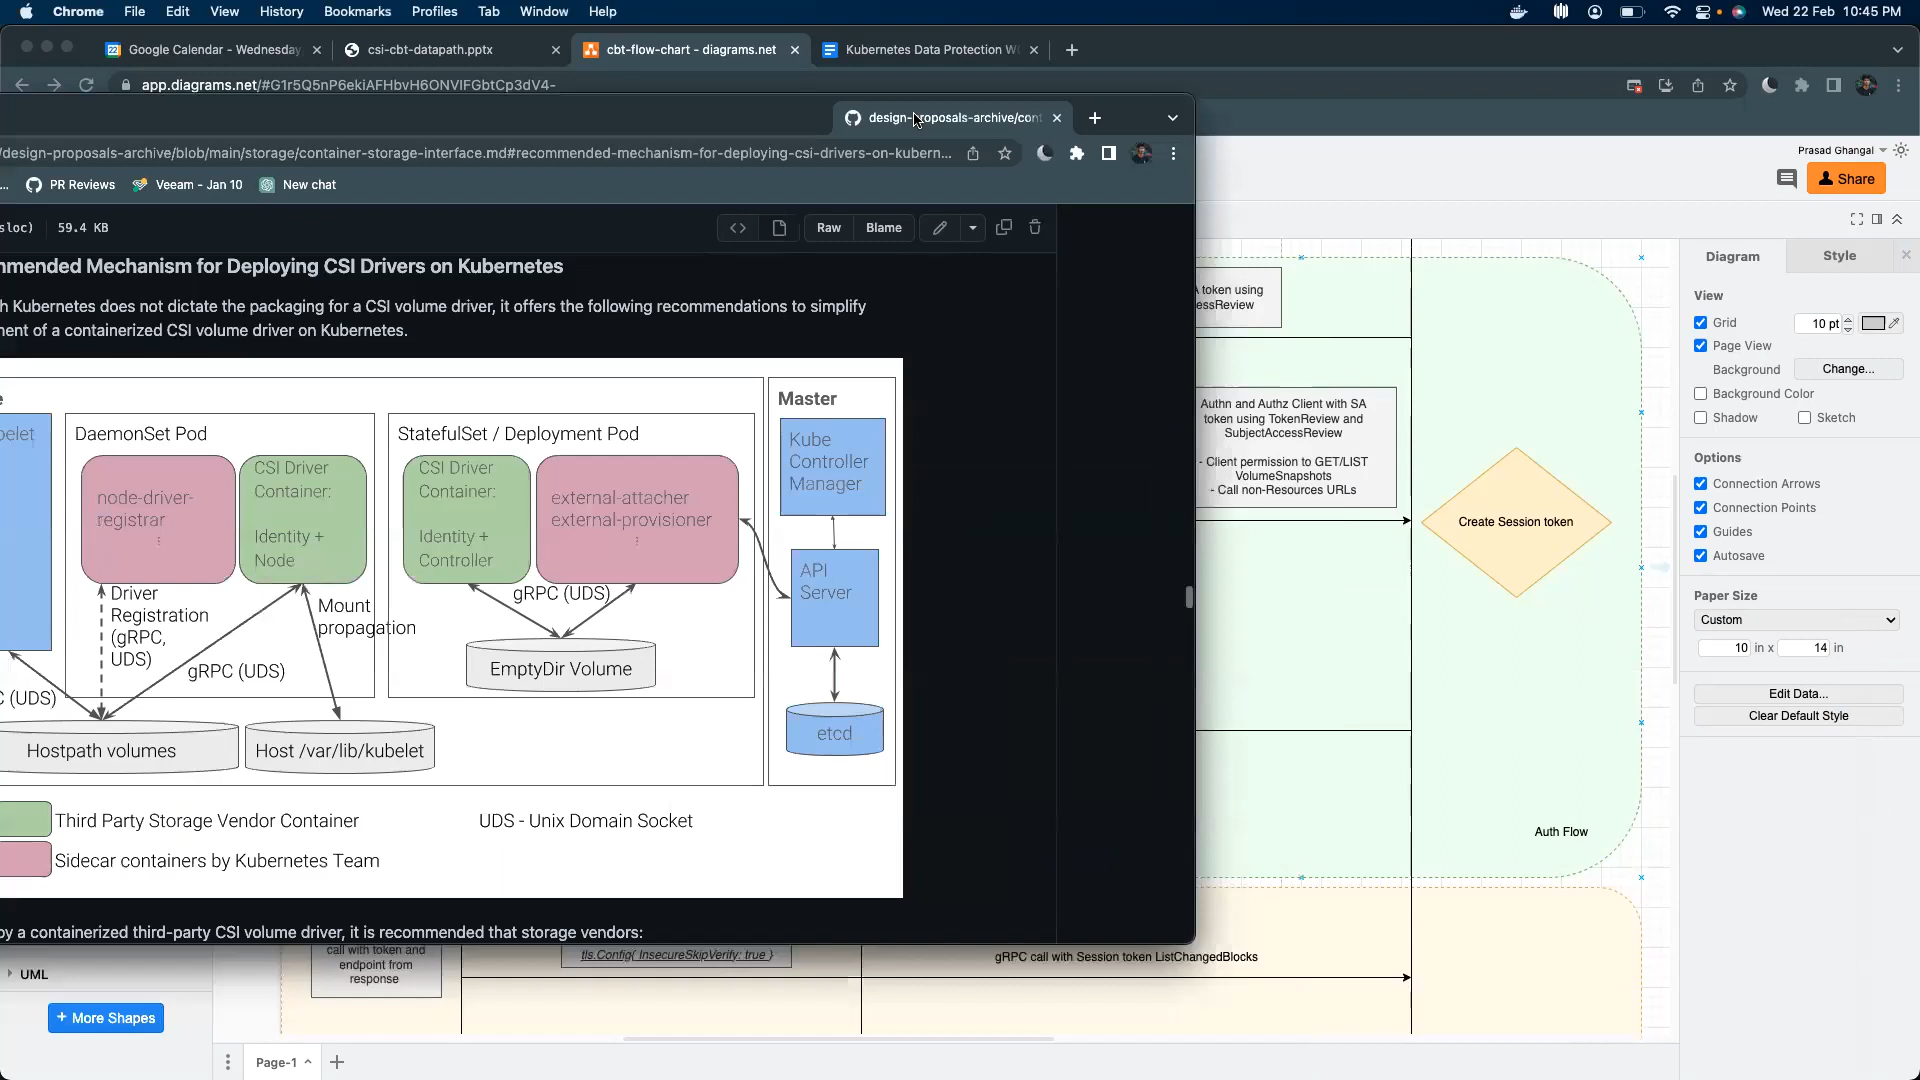 Chrome File Edit View History Bookmarks Profiles Tab Window Help Wed 22 Feb 10:45 PM
Google Calendar - Wednesday csi-cbt-datapath.pptx cbt-flow-chart - diagrams.net Kubernetes Data Protection W
app.diagrams.net/#G1r5Q5nP6ekiAFHbvH6ONVIFGbtCp3dV4-
design-proposals-archive/cont
/design-proposals-archive/blob/main/storage/container-storage-interface.md#recommended-mechanism-for-deploying-csi-drivers-on-kubern...
... PR Reviews Veeam - Jan 10 New chat
sloc) 59.4 KB Raw Blame
mmended Mechanism for Deploying CSI Drivers on Kubernetes
h Kubernetes does not dictate the packaging for a CSI volume driver, it offers the following recommendations to simplify
nent of a containerized CSI volume driver on Kubernetes.
e
elet
DaemonSet Pod
node-driver-
registrar
⋮
CSI Driver
Container:
Identity +
Node
Driver
Registration
(gRPC,
UDS)
gRPC (UDS)
Mount
propagation
C (UDS)
Hostpath volumes
Host /var/lib/kubelet
StatefulSet / Deployment Pod
CSI Driver
Container:
Identity +
Controller
external-attacher
external-provisioner
⋮
gRPC (UDS)
EmptyDir Volume
Master
Kube
Controller
Manager
API
Server
etcd
Third Party Storage Vendor Container
UDS - Unix Domain Socket
Sidecar containers by Kubernetes Team
by a containerized third-party CSI volume driver, it is recommended that storage vendors:
Prasad Ghangal
Share
A token using
essReview
Authn and Authz Client with SA
token using TokenReview and
SubjectAccessReview
- Client permission to GET/LIST
VolumeSnapshots
- Call non-Resources URLs
Create Session token
Auth Flow
call with token and
endpoint from
response
tls.Config{ InsecureSkipVerify: true }
gRPC call with Session token ListChangedBlocks
UML
+ More Shapes
Page-1
Diagram Style
View
Grid 10 pt
Page View
Background Change...
Background Color
Shadow Sketch
Options
Connection Arrows
Connection Points
Guides
Autosave
Paper Size
Custom
10 in x 14 in
Edit Data...
Clear Default Style